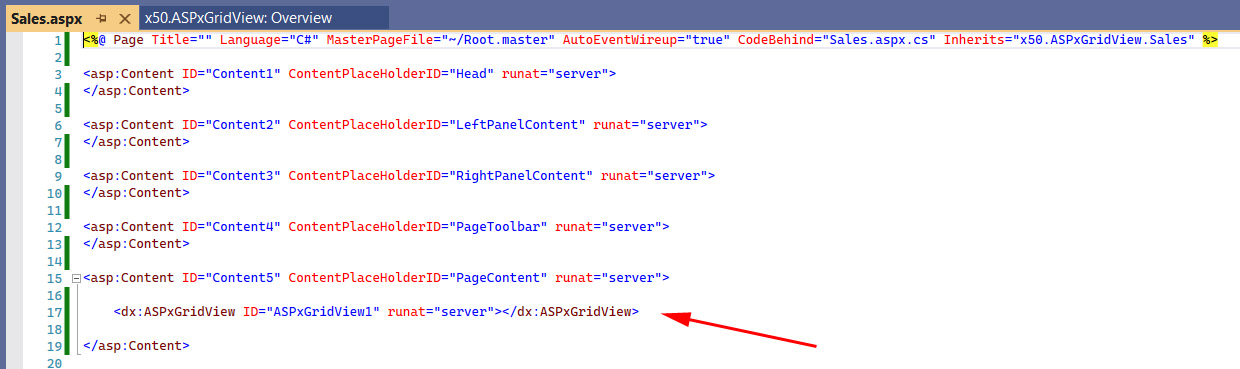 Sales.aspx x50.ASPxGridView: Overview
1 <%@ Page Title="" Language="C#" MasterPageFile="~/Root.master" AutoEventWireup="true" CodeBehind="Sales.aspx.cs" Inherits="x50.ASPxGridView.Sales" %>
2
3 <asp:Content ID="Content1" ContentPlaceHolderID="Head" runat="server">
4 </asp:Content>
5
6 <asp:Content ID="Content2" ContentPlaceHolderID="LeftPanelContent" runat="server">
7 </asp:Content>
8
9 <asp:Content ID="Content3" ContentPlaceHolderID="RightPanelContent" runat="server">
10 </asp:Content>
11
12 <asp:Content ID="Content4" ContentPlaceHolderID="PageToolbar" runat="server">
13 </asp:Content>
14
15 <asp:Content ID="Content5" ContentPlaceHolderID="PageContent" runat="server">
16
17 <dx:ASPxGridView ID="ASPxGridView1" runat="server"></dx:ASPxGridView>
18
19 </asp:Content>
20